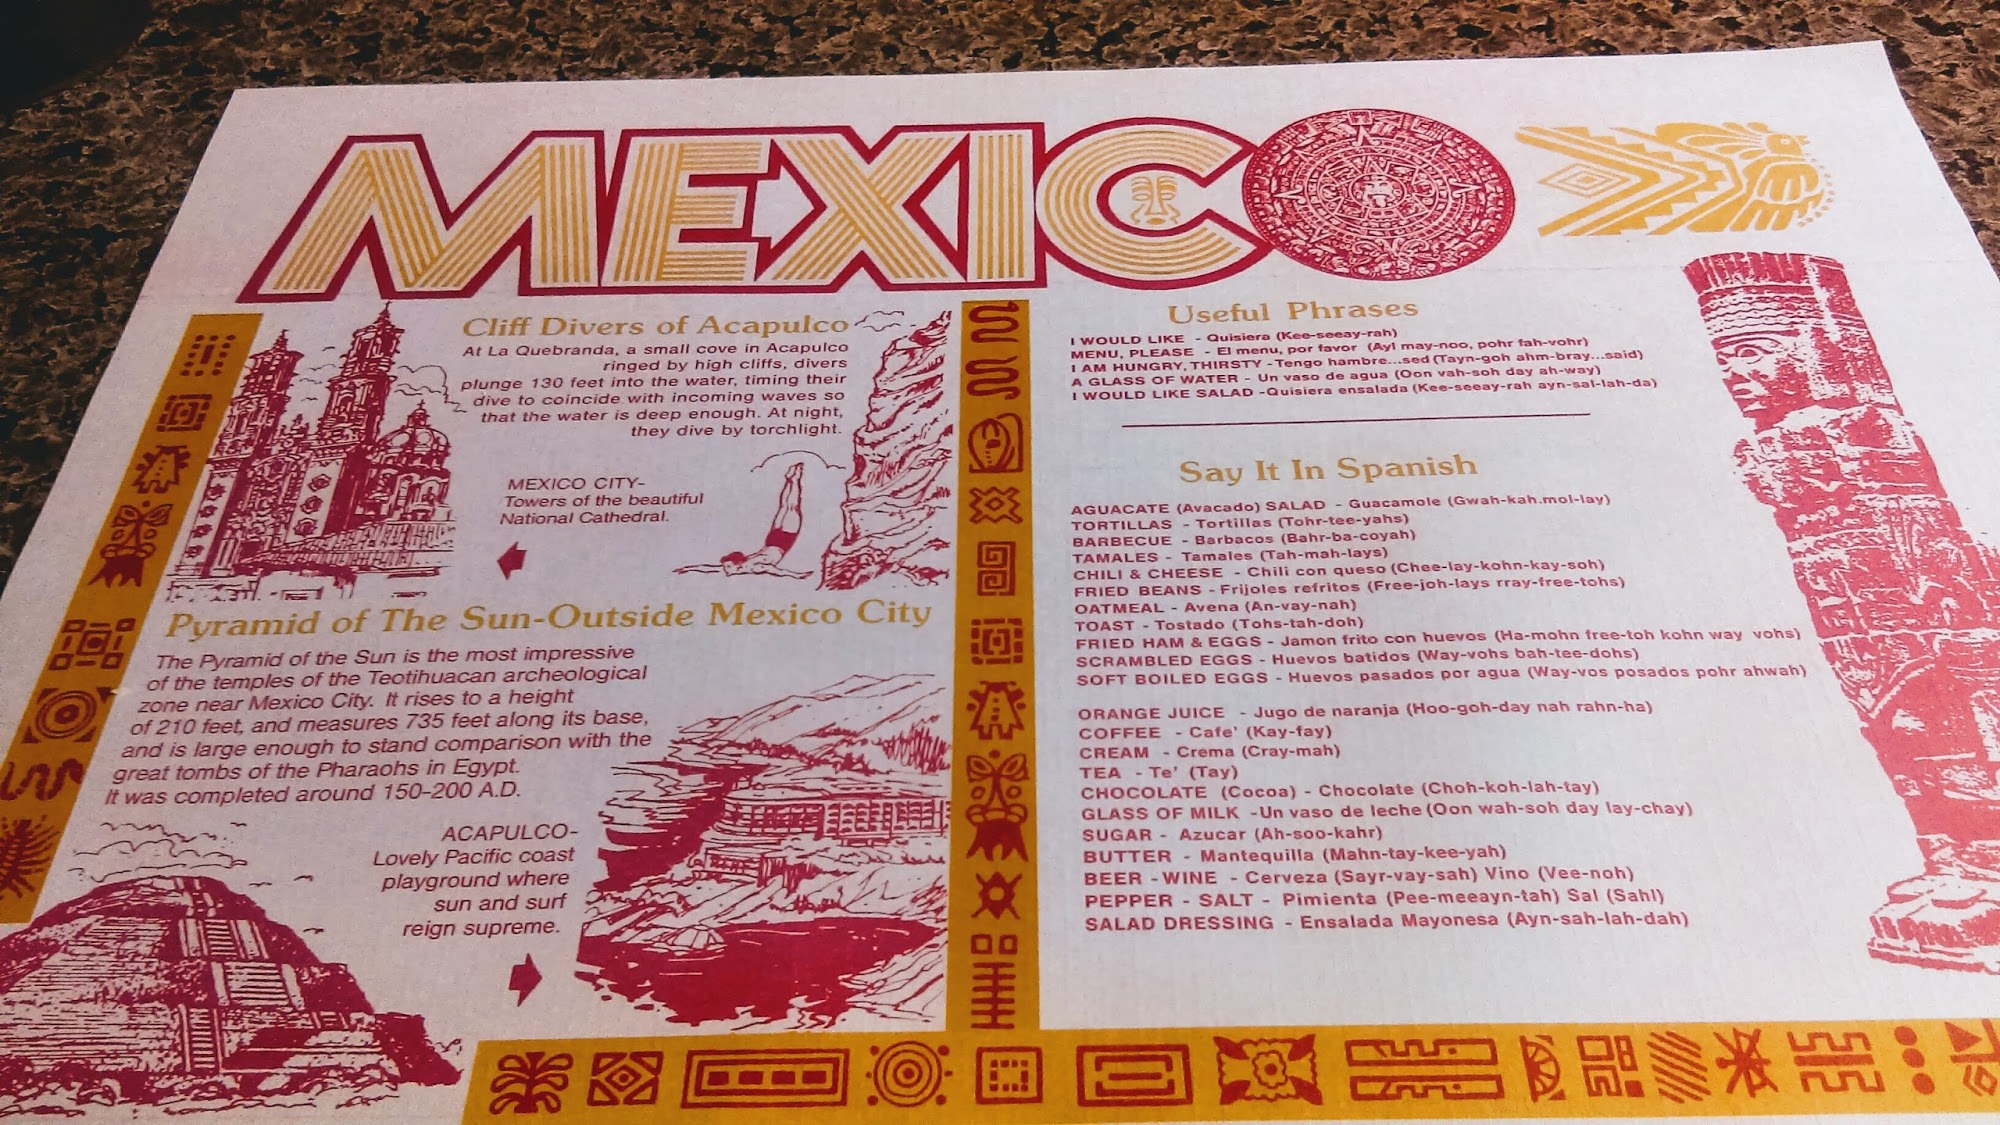 MEXICO
Cliff Divers of Acapulco
At La Quebranda, a small cove in Acapulco
ringed by high cliffs, divers
plunge 130 feet into the water, timing their
dive to coincide with incoming waves so
that the water is deep enough. At night,
they dive by torchlight.
MEXICO CITY-
Towers of the beautiful
National Cathedral.
Pyramid of The Sun-Outside Mexico City
The Pyramid of the Sun is the most impressive
of the temples of the Teotihuacan archeological
zone near Mexico City. It rises to a height
of 210 feet, and measures 735 feet along its base,
and is large enough to stand comparison with the
great tombs of the Pharaohs in Egypt.
It was completed around 150-200 A.D.
ACAPULCO-
Lovely Pacific coast
playground where
sun and surf
reign supreme.
Useful Phrases
I WOULD LIKE - Quisiera (Kee-seeay-rah)
MENU, PLEASE - El menu, por favor (Ayl may-noo, pohr fah-vohr)
I AM HUNGRY, THIRSTY - Tengo hambre...sed (Tayn-goh ahm-bray...said)
A GLASS OF WATER - Un vaso de agua (Oon vah-soh day ah-way)
I WOULD LIKE SALAD - Quisiera ensalada (Kee-seeay-rah ayn-sal-lah-da)
Say It In Spanish
AGUACATE (Avacado) SALAD - Guacamole (Gwah-kah.mol-lay)
TORTILLAS - Tortillas (Tohr-tee-yahs)
BARBECUE - Barbacos (Bahr-ba-coyah)
TAMALES - Tamales (Tah-mah-lays)
CHILI & CHEESE - Chili con queso (Chee-lay-kohn-kay-soh)
FRIED BEANS - Frijoles refritos (Free-joh-lays rray-free-tohs)
OATMEAL - Avena (An-vay-nah)
TOAST - Tostado (Tohs-tah-doh)
FRIED HAM & EGGS - Jamon frito con huevos (Ha-mohn free-toh kohn way vohs)
SCRAMBLED EGGS - Huevos batidos (Way-vohs bah-tee-dohs)
SOFT BOILED EGGS - Huevos pasados por agua (Way-vos posados pohr ahwah)
ORANGE JUICE - Jugo de naranja (Hoo-goh-day nah rahn-ha)
COFFEE - Cafe' (Kay-fay)
CREAM - Crema (Cray-mah)
TEA - Te' (Tay)
CHOCOLATE (Cocoa) - Chocolate (Choh-koh-lah-tay)
GLASS OF MILK - Un vaso de leche (Oon wah-soh day lay-chay)
SUGAR - Azucar (Ah-soo-kahr)
BUTTER - Mantequilla (Mahn-tay-kee-yah)
BEER - WINE - Cerveza (Sayr-vay-sah) Vino (Vee-noh)
PEPPER - SALT - Pimienta (Pee-meeayn-tah) Sal (Sahl)
SALAD DRESSING - Ensalada Mayonesa (Ayn-sah-lah-dah)